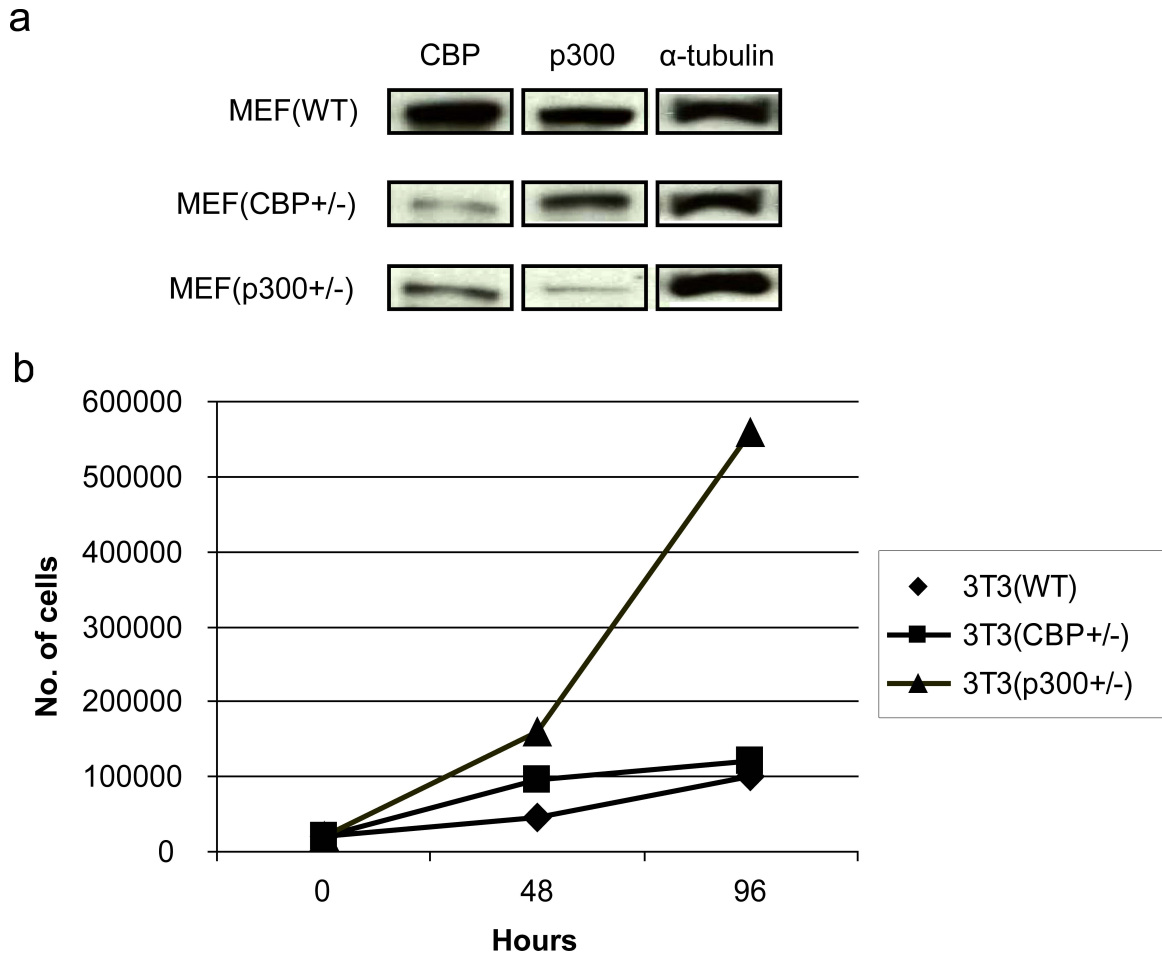 a
CBP p300 α-tubulin
MEF(WT)
MEF(CBP+/-)
MEF(p300+/-)
b
600000
500000
400000
300000
200000
100000
0
No. of cells
0 48 96
Hours
3T3(WT)
3T3(CBP+/-)
3T3(p300+/-)